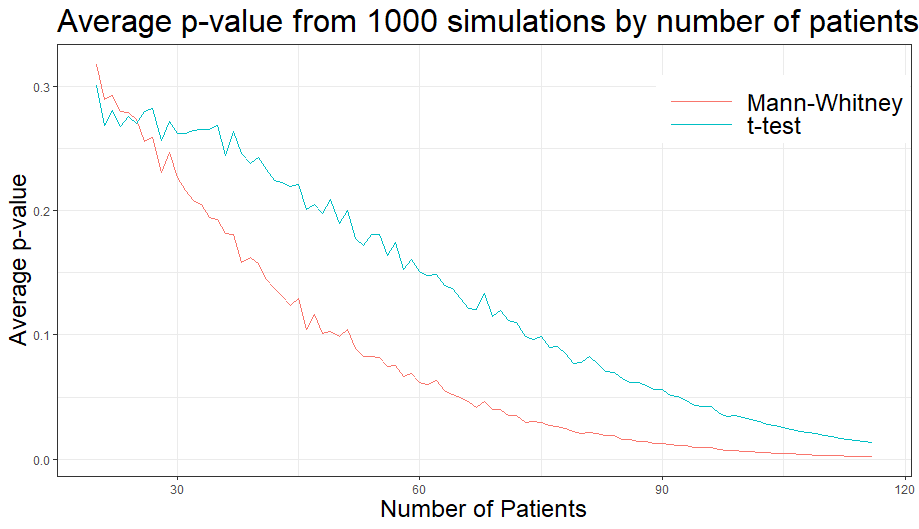 Average p-value from 1000 simulations by number of patients
Mann-Whitney
t-test
Average p-value
0.3
0.2
0.1
0.0
30
60
90
120
Number of Patients